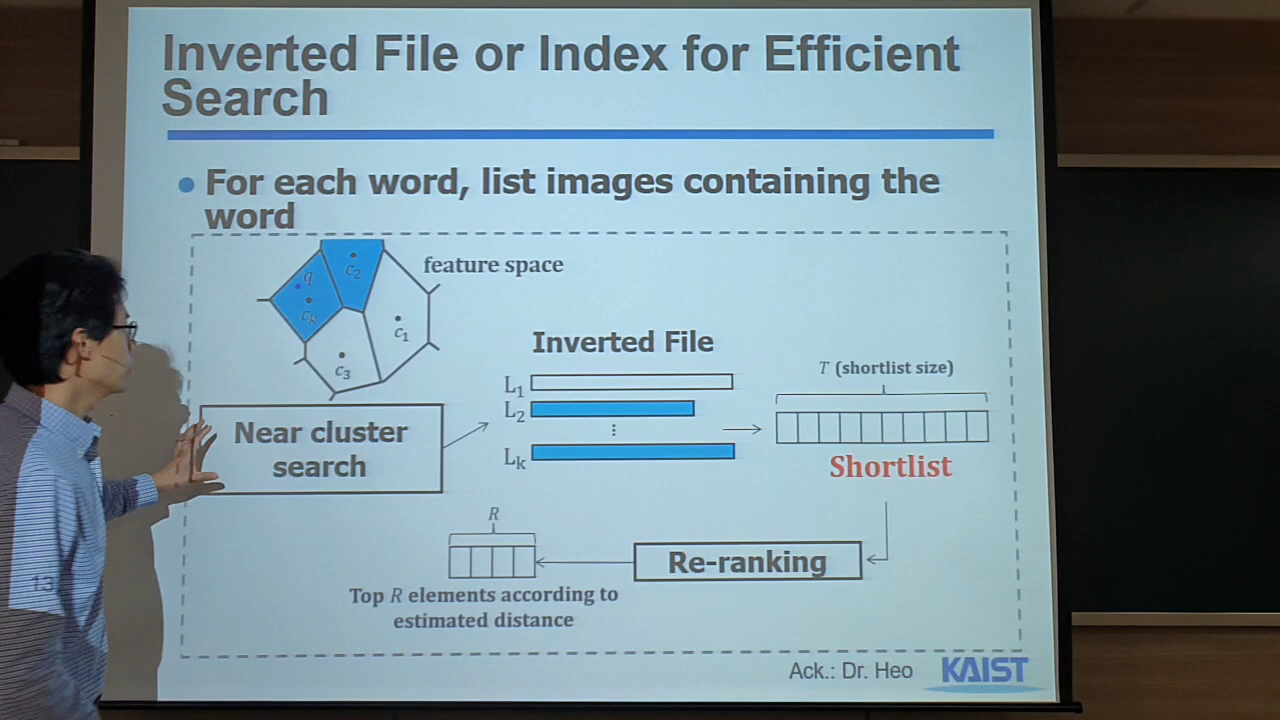 Inverted File or Index for Efficient
Search
For each word, list images containing the
word
q
c2
ck
c1
c3
feature space
Near cluster
search
Inverted File
L1
L2
⋮
Lk
T (shortlist size)
Shortlist
Re-ranking
R
Top R elements according to
estimated distance
13
Ack.: Dr. Heo
KAIST